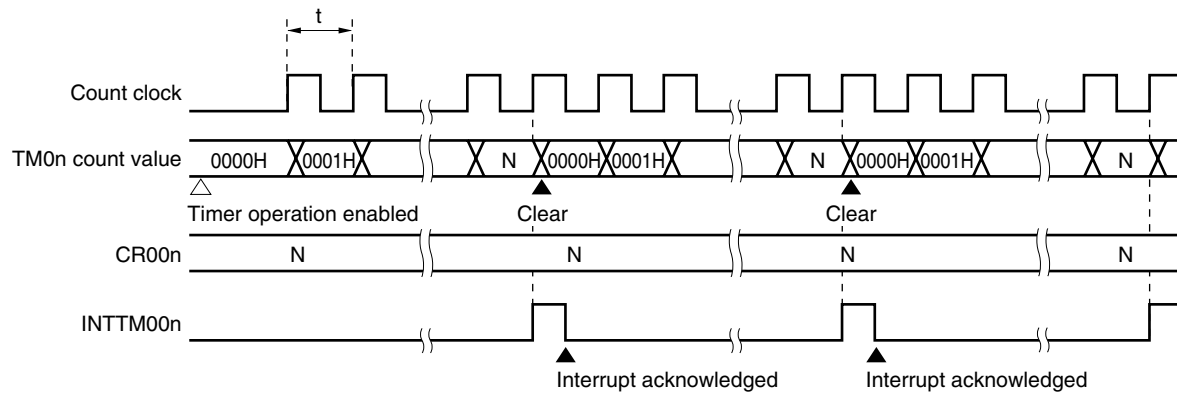 t
Count clock
TM0n count value 0000H 0001H N 0000H 0001H N 0000H 0001H N
Timer operation enabled Clear Clear
CR00n N N N N
INTTM00n
Interrupt acknowledged Interrupt acknowledged